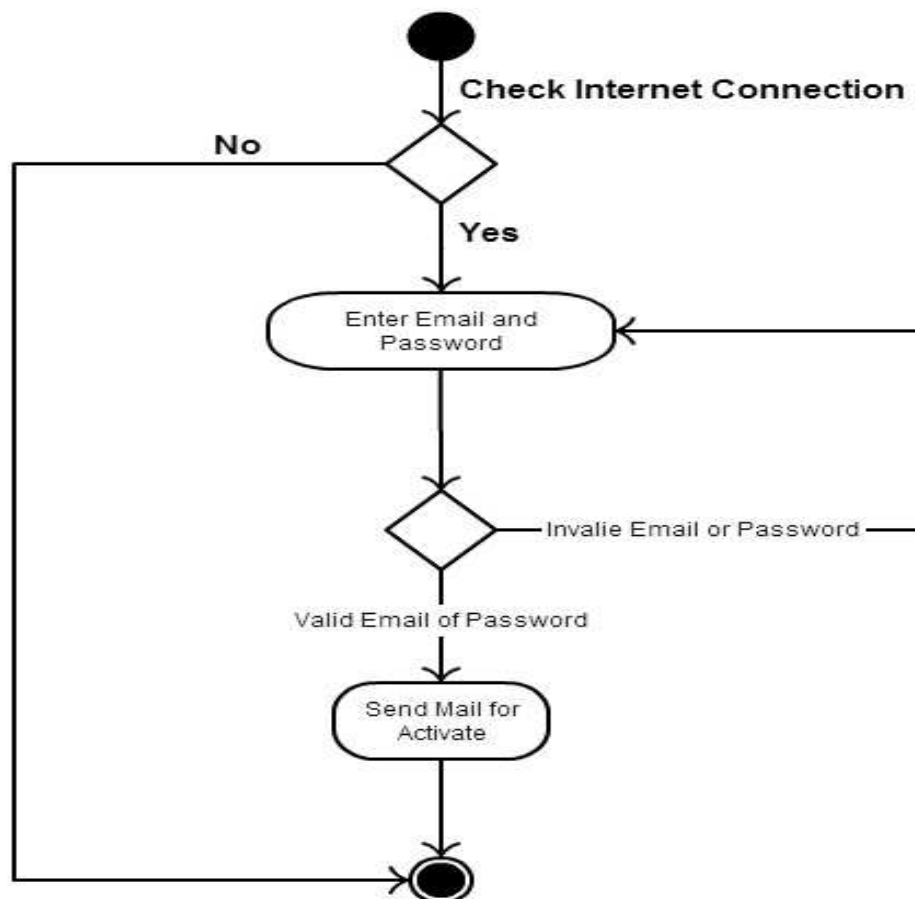 Check Internet Connection
No
Yes
Enter Email and
Password
Invalie Email or Password
Valid Email of Password
Send Mail for
Activate